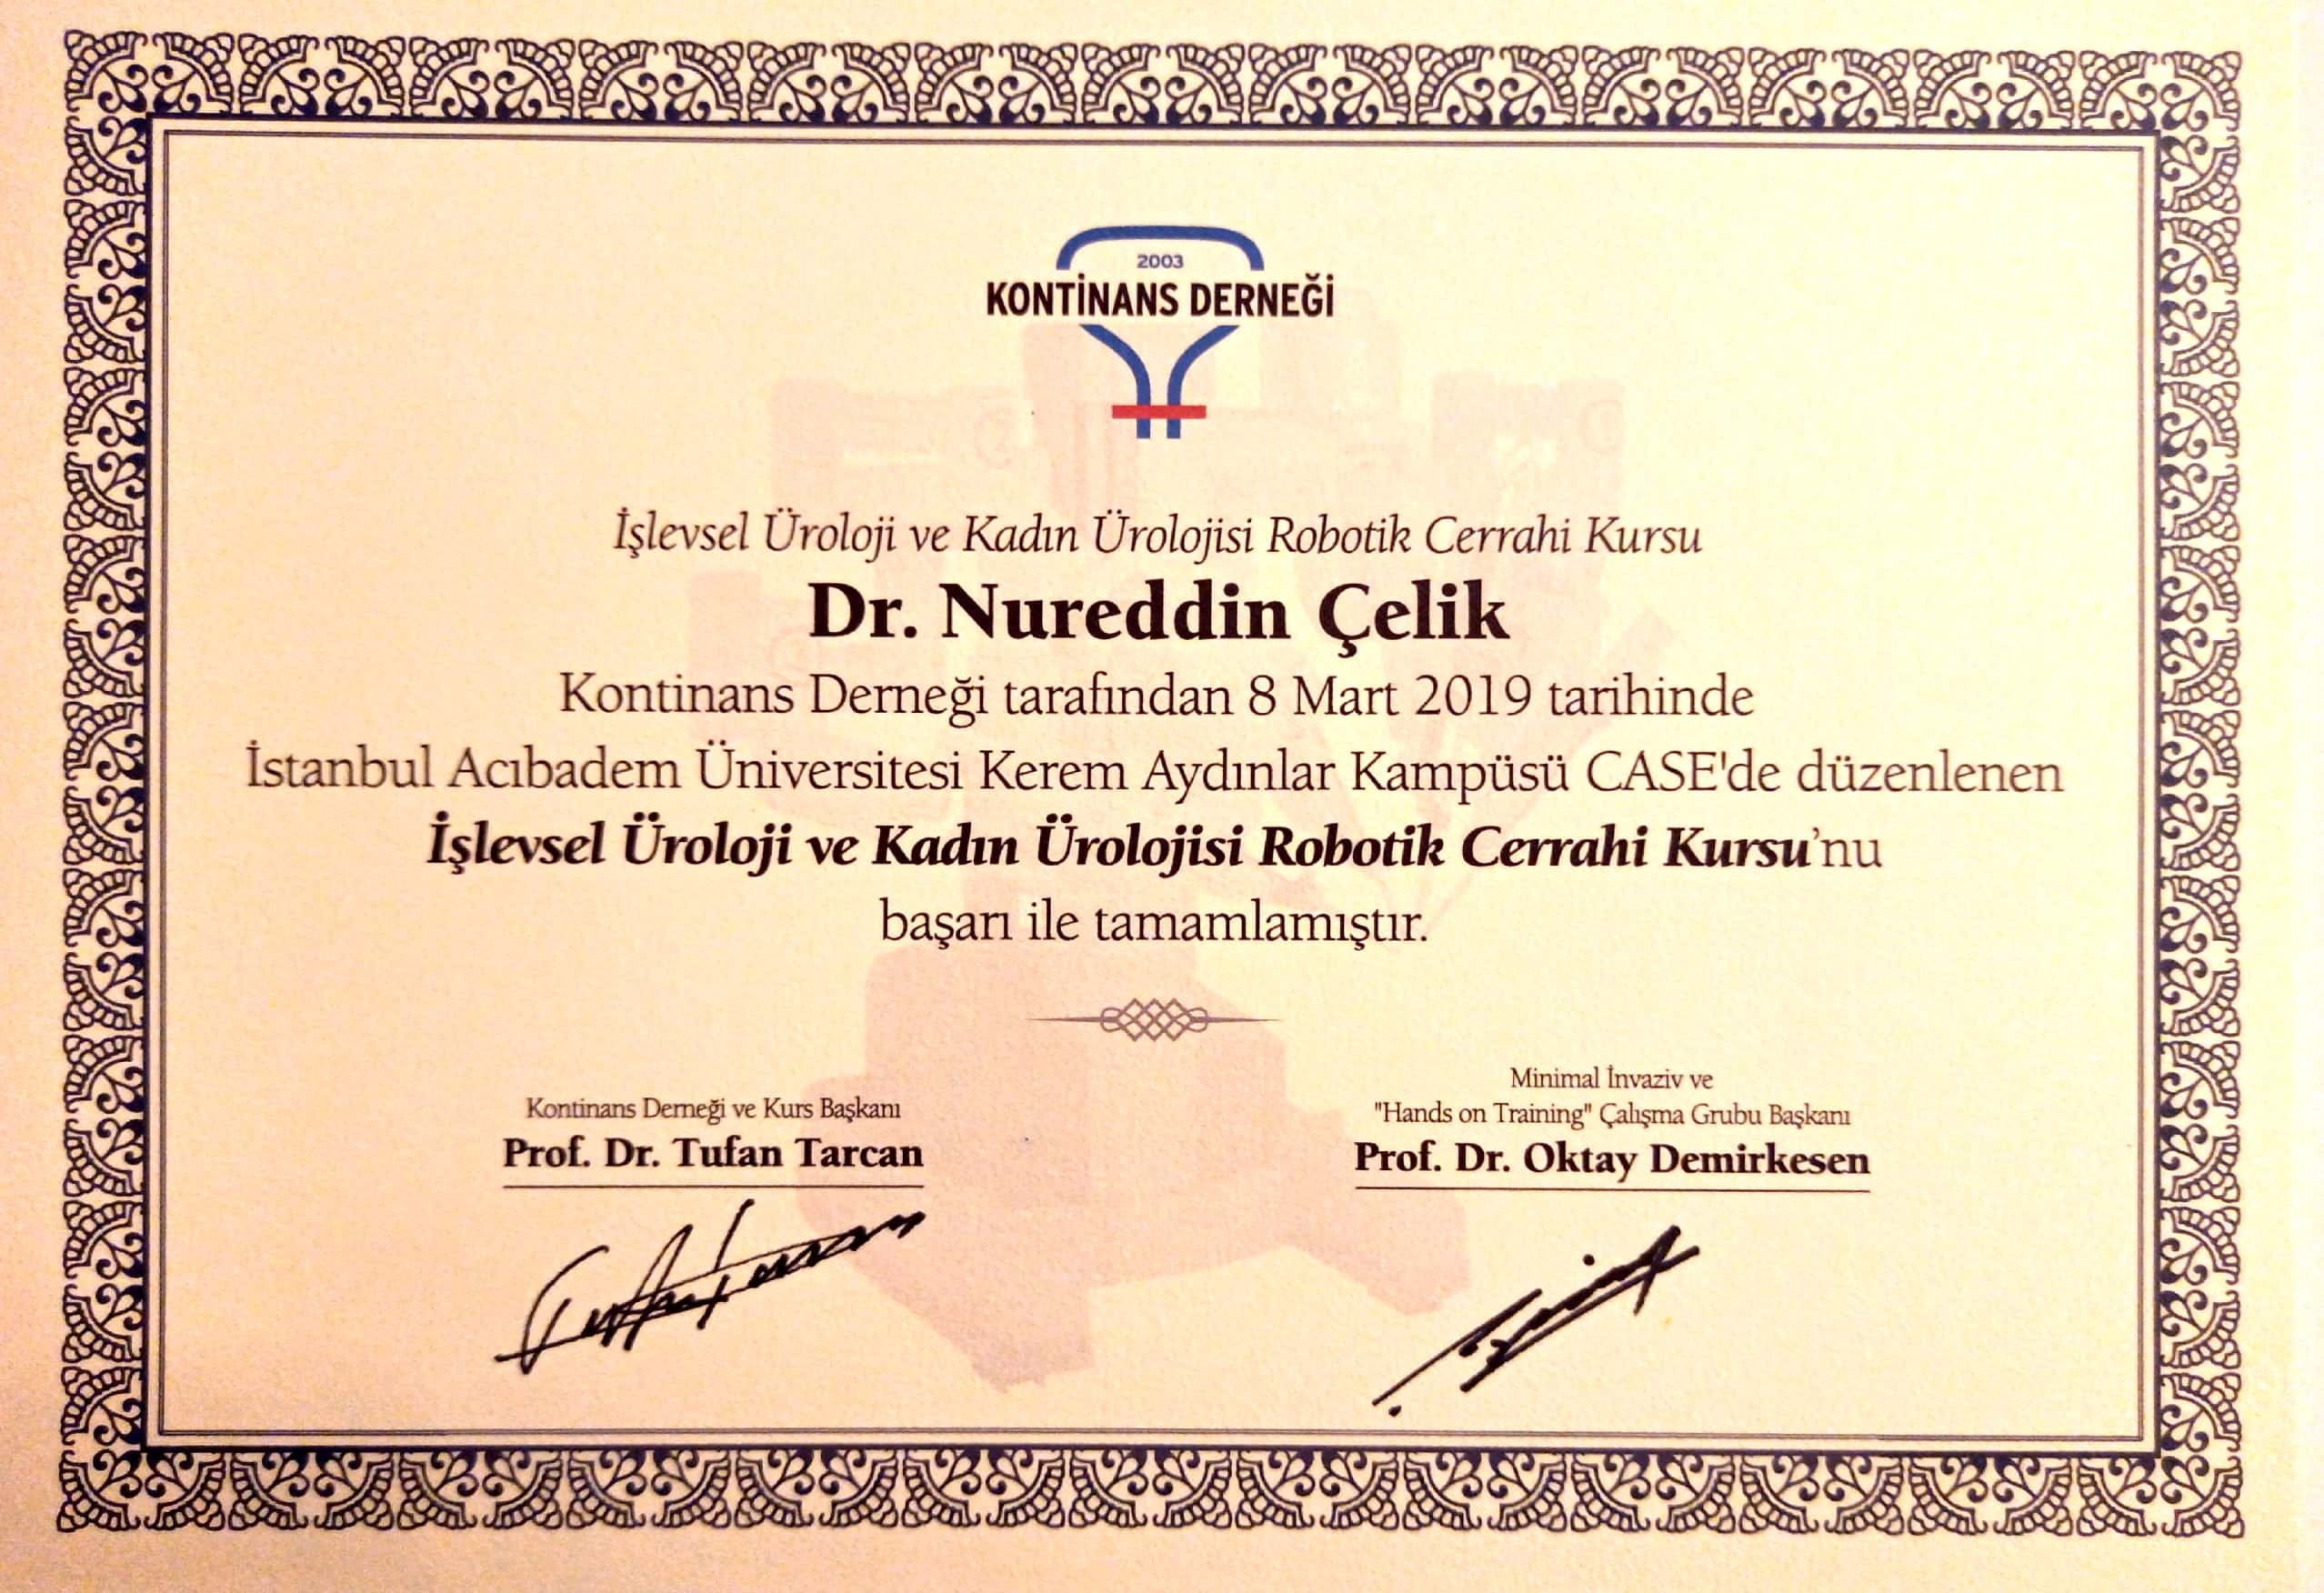 2003
KONTİNANS DERNEĞİ
İşlevsel Üroloji ve Kadın Ürolojisi Robotik Cerrahi Kursu
Dr. Nureddin Çelik
Kontinans Derneği tarafından 8 Mart 2019 tarihinde
İstanbul Acıbadem Üniversitesi Kerem Aydınlar Kampüsü CASE'de düzenlenen
İşlevsel Üroloji ve Kadın Ürolojisi Robotik Cerrahi Kursu'nu
başarı ile tamamlamıştır.
Kontinans Derneği ve Kurs Başkanı
Prof. Dr. Tufan Tarcan
Minimal İnvaziv ve
"Hands on Training" Çalışma Grubu Başkanı
Prof. Dr. Oktay Demirkesen